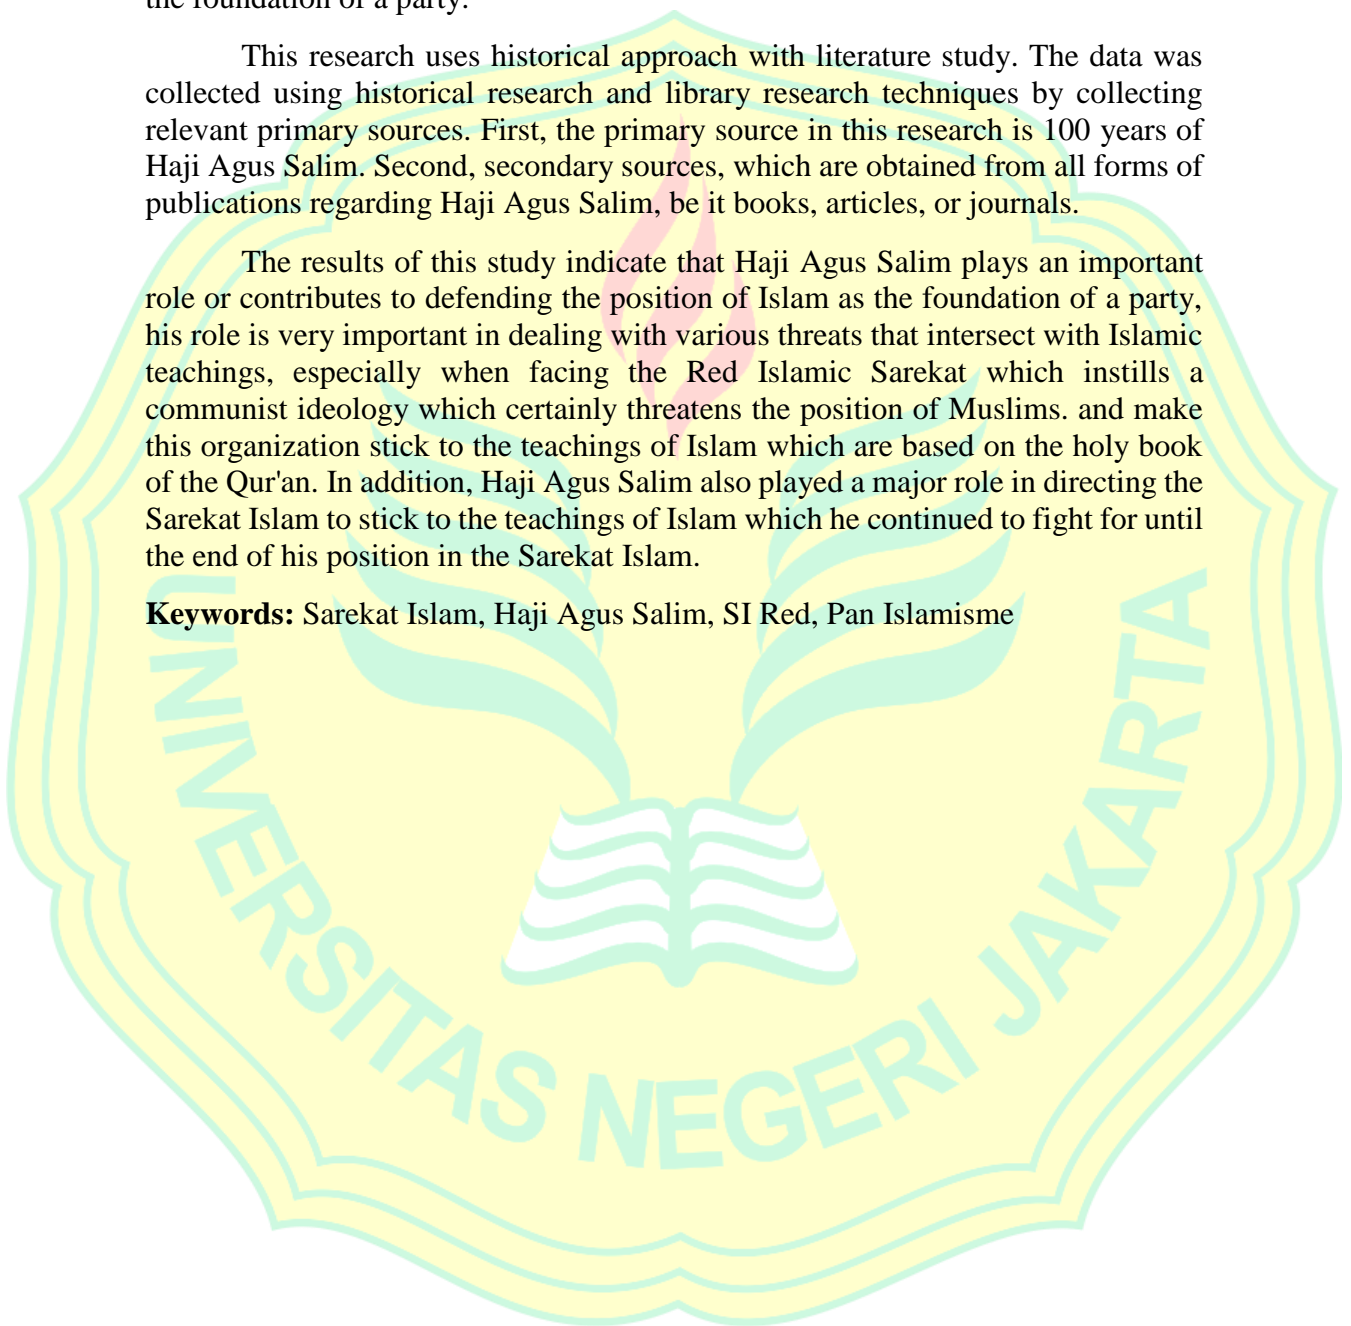 the foundation of a party.
This research uses historical approach with literature study. The data was
collected using historical research and library research techniques by collecting
relevant primary sources. First, the primary source in this research is 100 years of
Haji Agus Salim. Second, secondary sources, which are obtained from all forms of
publications regarding Haji Agus Salim, be it books, articles, or journals.
The results of this study indicate that Haji Agus Salim plays an important
role or contributes to defending the position of Islam as the foundation of a party,
his role is very important in dealing with various threats that intersect with Islamic
teachings, especially when facing the Red Islamic Sarekat which instills a
communist ideology which certainly threatens the position of Muslims. and make
this organization stick to the teachings of Islam which are based on the holy book
of the Qur'an. In addition, Haji Agus Salim also played a major role in directing the
Sarekat Islam to stick to the teachings of Islam which he continued to fight for until
the end of his position in the Sarekat Islam.
Keywords: Sarekat Islam, Haji Agus Salim, SI Red, Pan Islamisme
UNIVERSITAS NEGERI JAKARTA